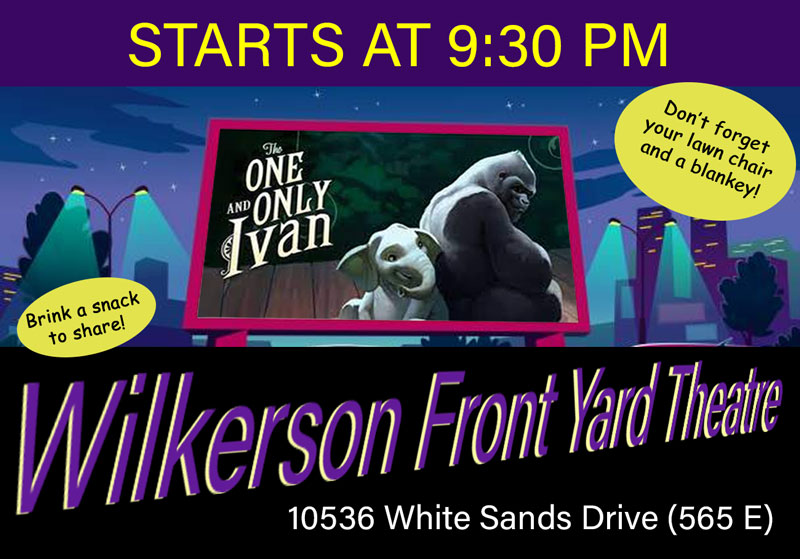 STARTS AT 9:30 PM
Don't forget
your lawn chair
and a blankey!
The
ONE
AND ONLY
Ivan
Brink a snack
to share!
Wilkerson Front Yard Theatre
10536 White Sands Drive (565 E)